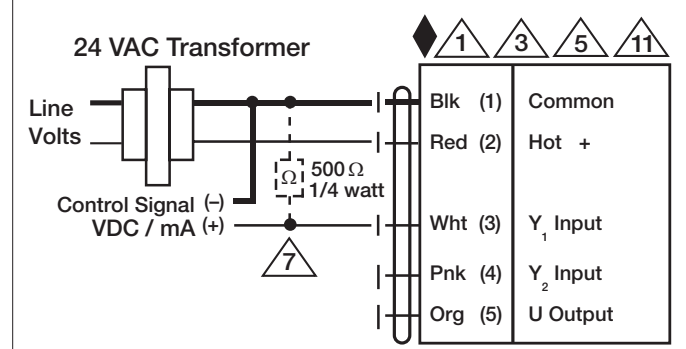 24 VAC Transformer
1 3 5 11
Line
Volts
Blk (1) Common
Red (2) Hot +
Ω 500 Ω
1/4 watt
Control Signal (–)
VDC / mA (+)
Wht (3) Y1 Input
7
Pnk (4) Y2 Input
Org (5) U Output